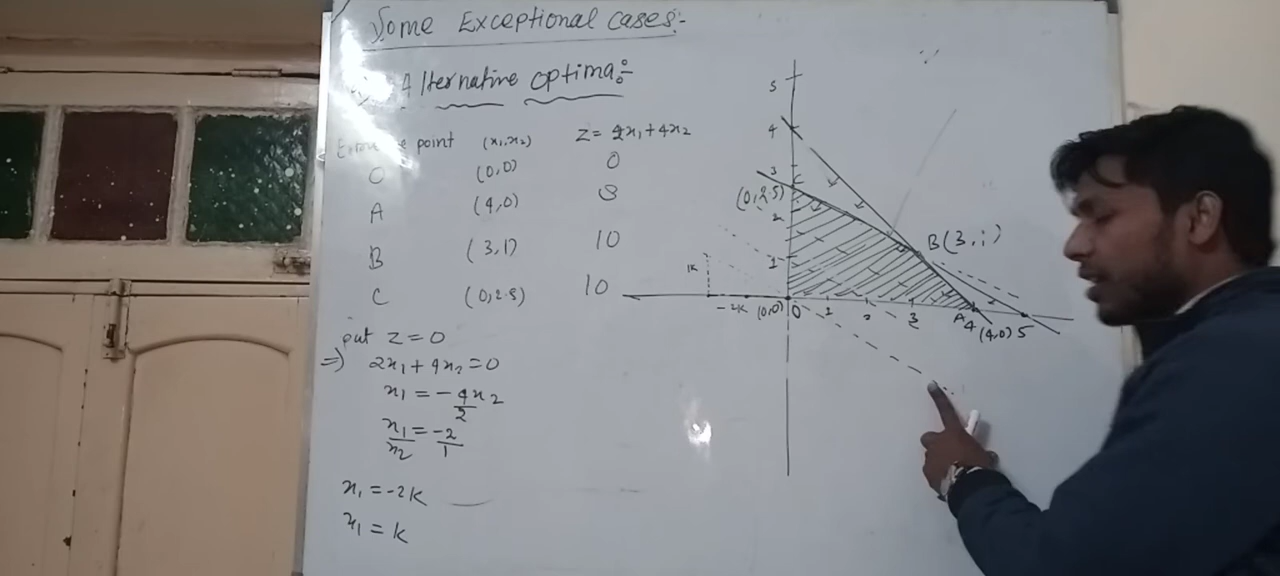 Some Exceptional cases:-
Alternative optima:-
point (x1,x2) Z= 2x1+4x2
O (0,0) 0
A (4,0) 8
B (3,1) 10
C (0,2.5) 10
put Z=0
=) 2x1+4x2=0
x1 = -4x2/2
x1/x2 = -2/1
x1 = -2K
x1 = K
5
4
3
C
(0,2.5)
2
1
1K
-2K (0,0) O 1 2 3 A 4 (4,0) 5
B(3,1)